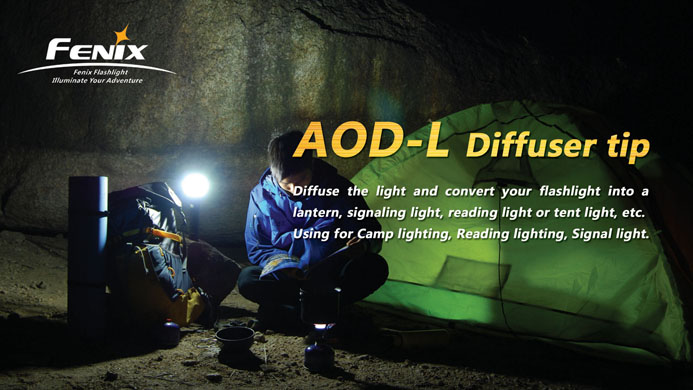 FENIX
Fenix Flashlight
Illuminate Your Adventure
AOD-L Diffuser tip
Diffuse the light and convert your flashlight into a
lantern, signaling light, reading light or tent light, etc.
Using for Camp lighting, Reading lighting, Signal light.